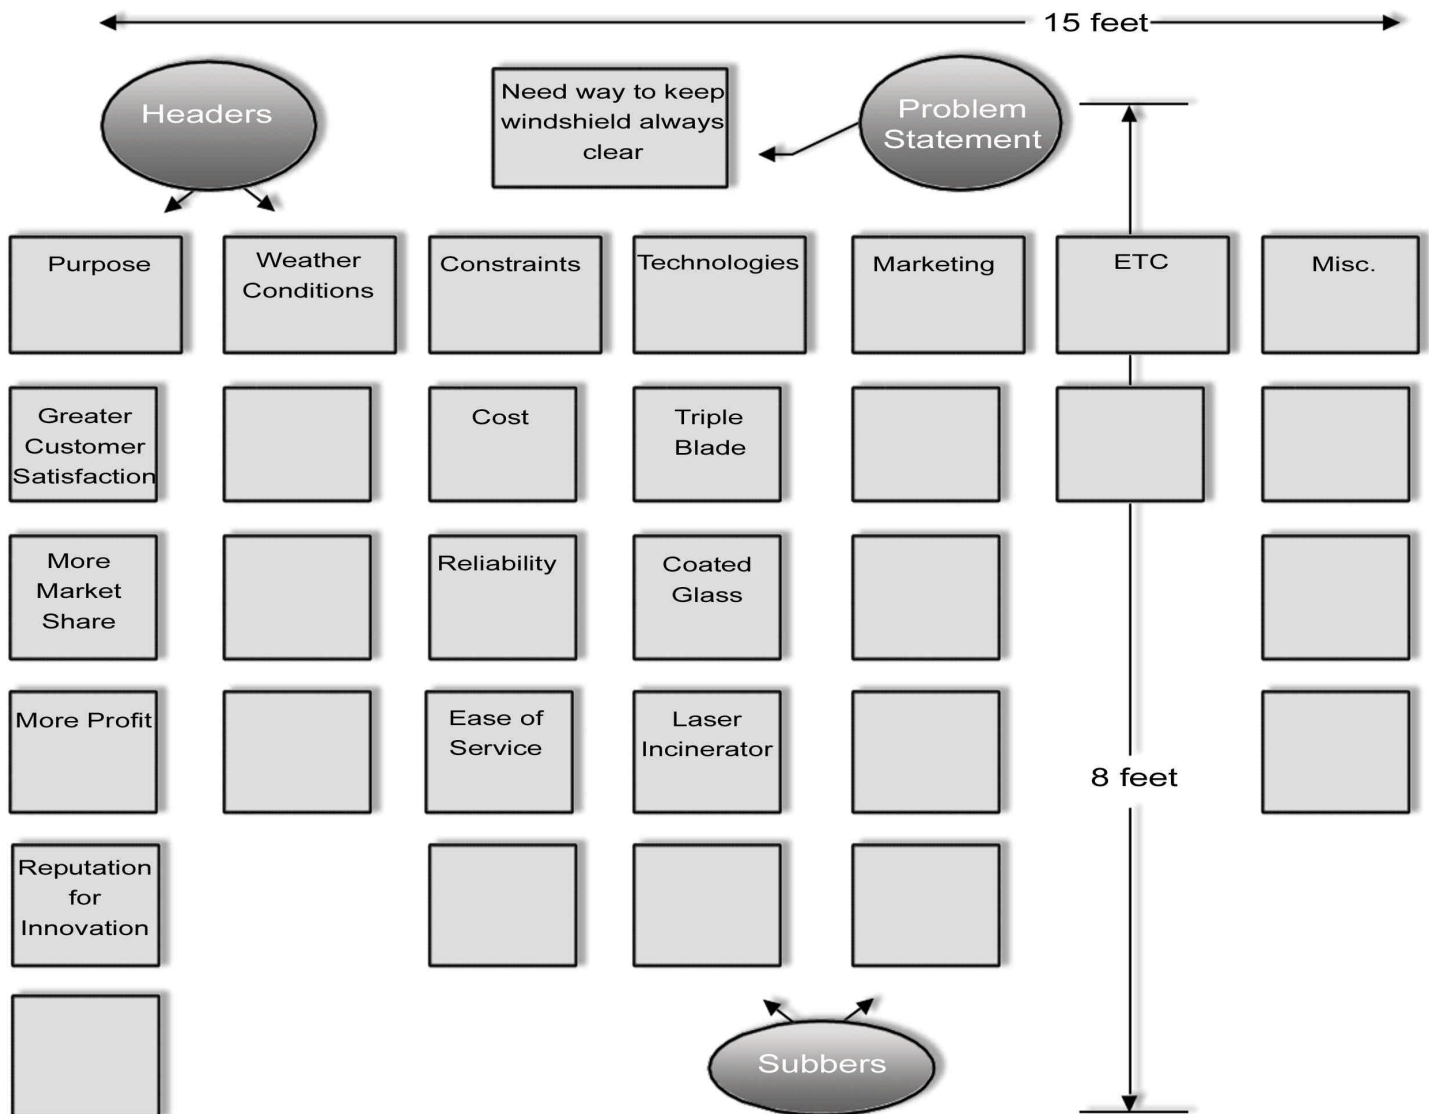 15 feet
Headers
Need way to keep
windshield always
clear
Problem
Statement
Purpose
Weather
Conditions
Constraints
Technologies
Marketing
ETC
Misc.
Greater
Customer
Satisfaction
Cost
Triple
Blade
More
Market
Share
Reliability
Coated
Glass
More Profit
Ease of
Service
Laser
Incinerator
8 feet
Reputation
for
Innovation
Subbers